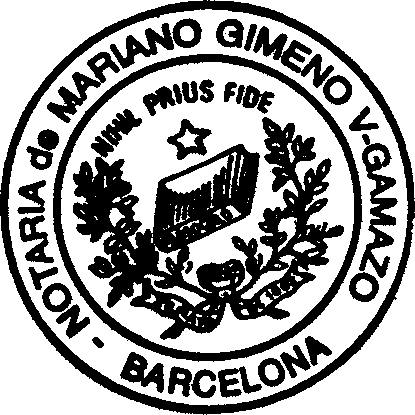 NOTARIA de MARIANO GIMENO V-GAMAZO
- BARCELONA
NIHIL PRIUS FIDE